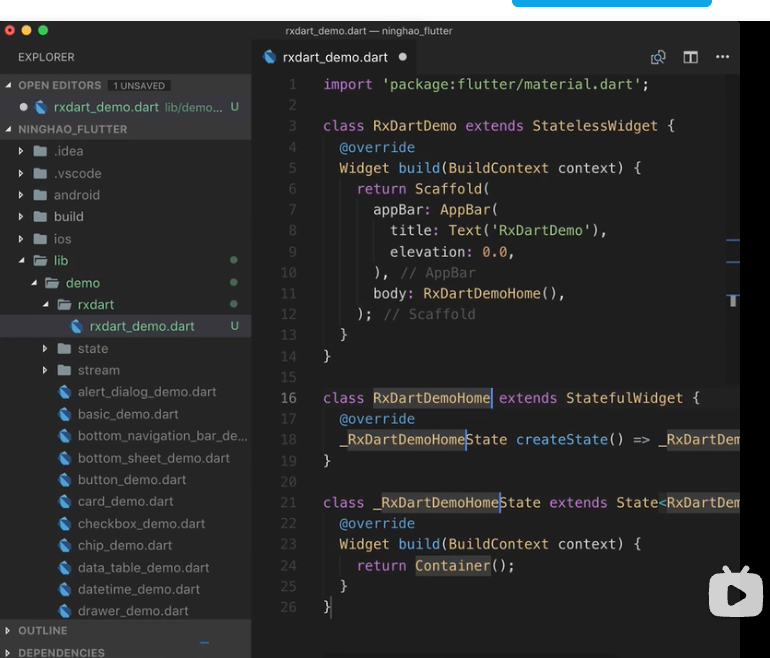 rxdart_demo.dart — ninghao_flutter
EXPLORER
rxdart_demo.dart
OPEN EDITORS 1 UNSAVED
rxdart_demo.dart lib/demo... U
NINGHAO_FLUTTER
.idea
.vscode
android
build
ios
lib
demo
rxdart
rxdart_demo.dart U
state
stream
alert_dialog_demo.dart
basic_demo.dart
bottom_navigation_bar_de...
bottom_sheet_demo.dart
button_demo.dart
card_demo.dart
checkbox_demo.dart
chip_demo.dart
data_table_demo.dart
datetime_demo.dart
drawer_demo.dart
OUTLINE
DEPENDENCIES
1 import 'package:flutter/material.dart';
2
3 class RxDartDemo extends StatelessWidget {
4 @override
5 Widget build(BuildContext context) {
6 return Scaffold(
7 appBar: AppBar(
8 title: Text('RxDartDemo'),
9 elevation: 0.0,
10 ), // AppBar
11 body: RxDartDemoHome(),
12 ); // Scaffold
13 }
14 }
15
16 class RxDartDemoHome extends StatefulWidget {
17 @override
18 _RxDartDemoHomeState createState() => _RxDartDem
19 }
20
21 class _RxDartDemoHomeState extends State<RxDartDem
22 @override
23 Widget build(BuildContext context) {
24 return Container();
25 }
26 }